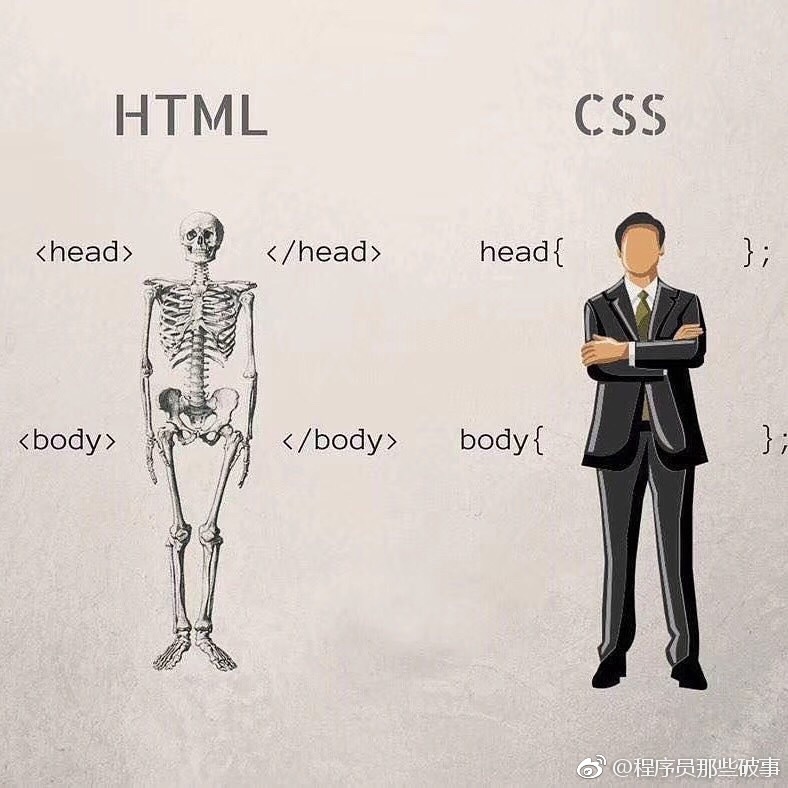 HTML
CSS
<head> </head>
head{ };
<body> </body>
body{ };
@程序员那些破事